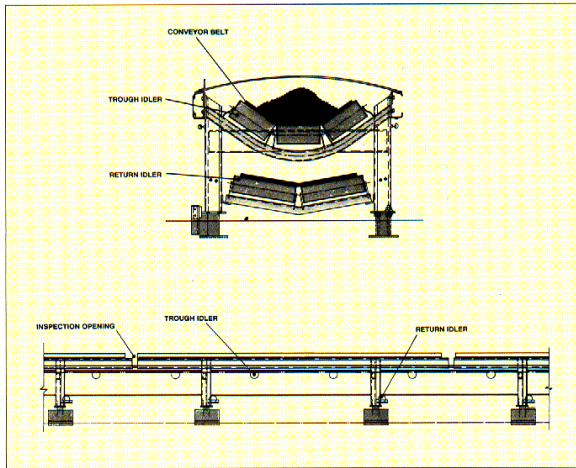 CONVEYOR BELT
TROUGH IDLER
RETURN IDLER
TROUGH IDLER
INSPECTION OPENING
RETURN IDLER